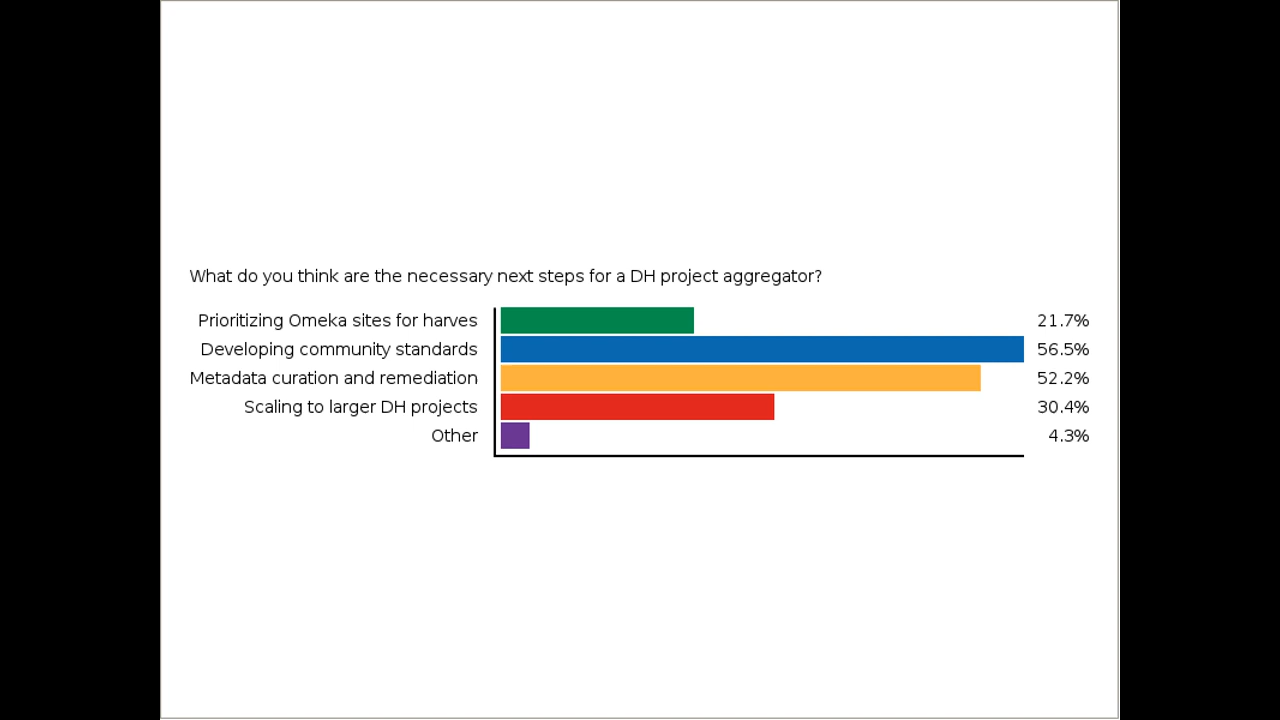 What do you think are the necessary next steps for a DH project aggregator?
Prioritizing Omeka sites for harves 21.7%
Developing community standards 56.5%
Metadata curation and remediation 52.2%
Scaling to larger DH projects 30.4%
Other 4.3%